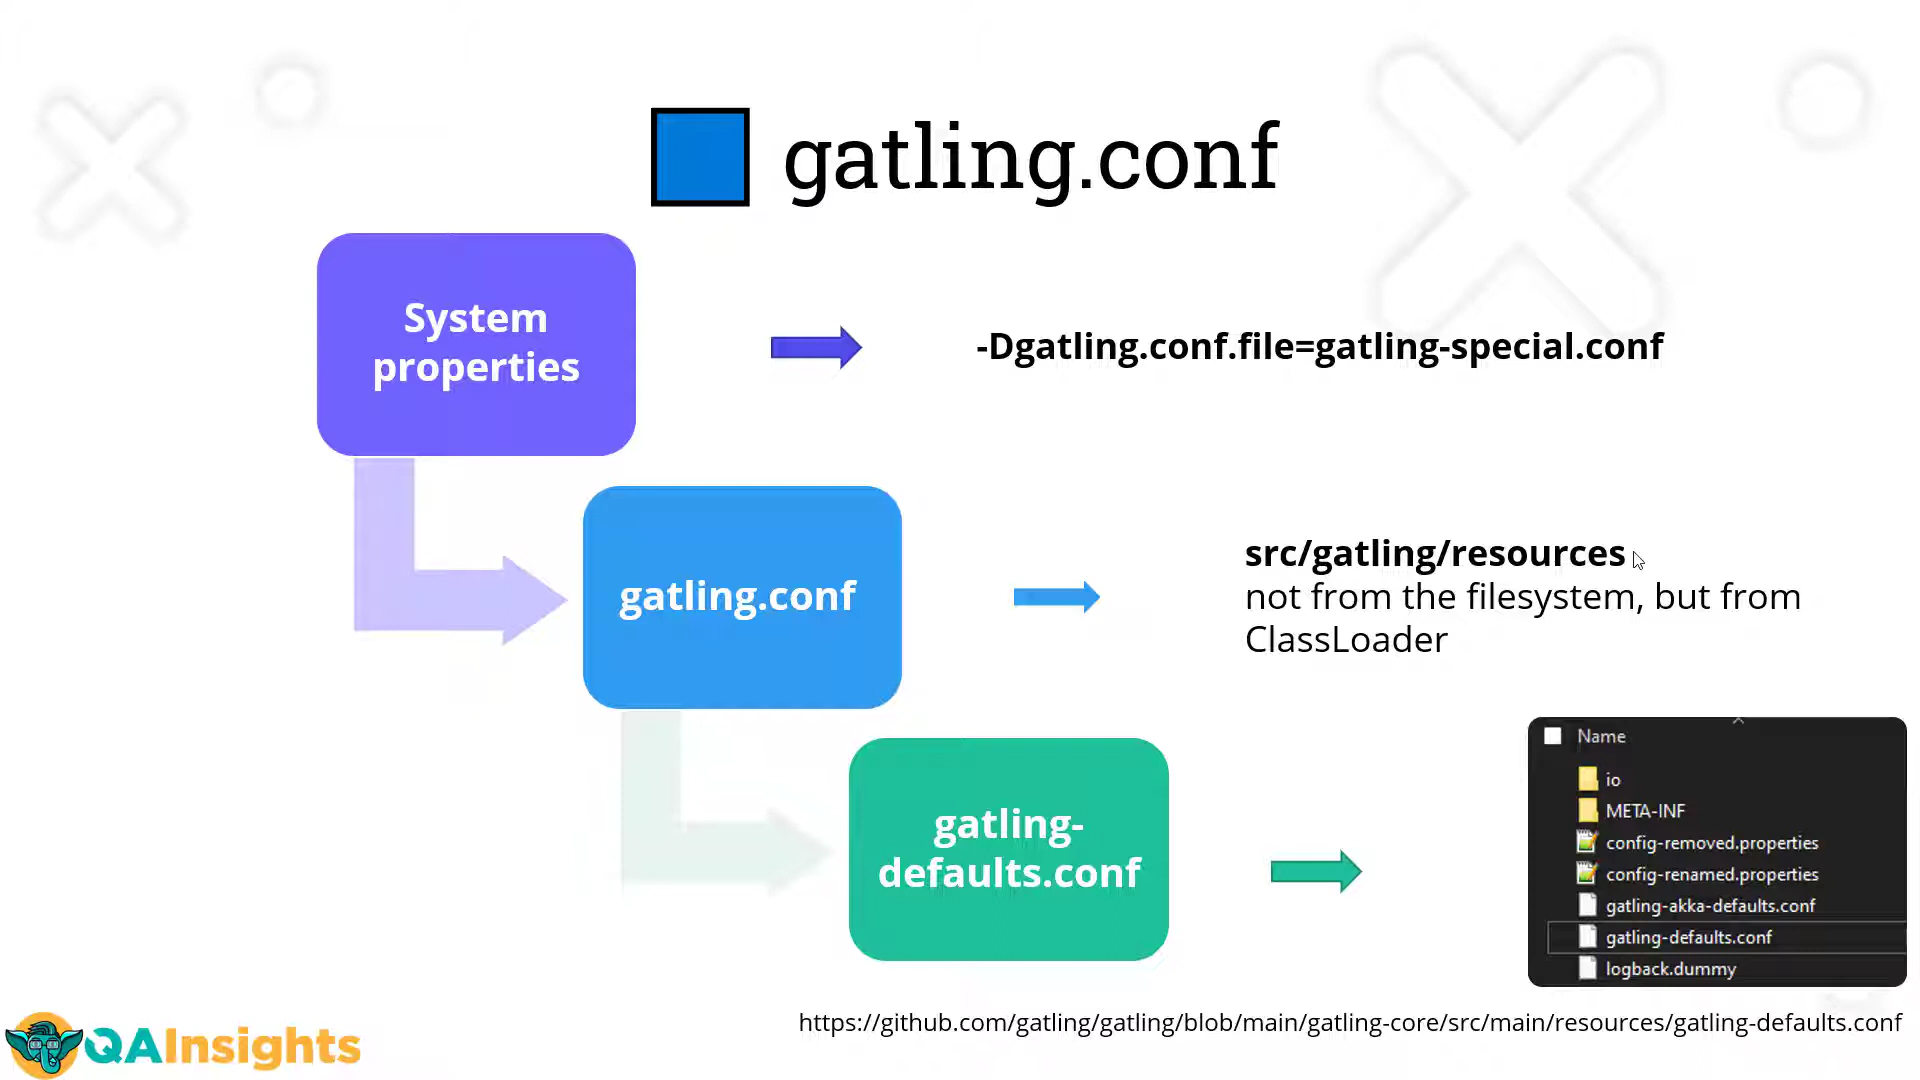 gatling.conf
System
properties
-Dgatling.conf.file=gatling-special.conf
gatling.conf
src/gatling/resources
not from the filesystem, but from
ClassLoader
gatling-
defaults.conf
Name
io
META-INF
config-removed.properties
config-renamed.properties
gatling-akka-defaults.conf
gatling-defaults.conf
logback.dummy
QAInsights
https://github.com/gatling/gatling/blob/main/gatling-core/src/main/resources/gatling-defaults.conf